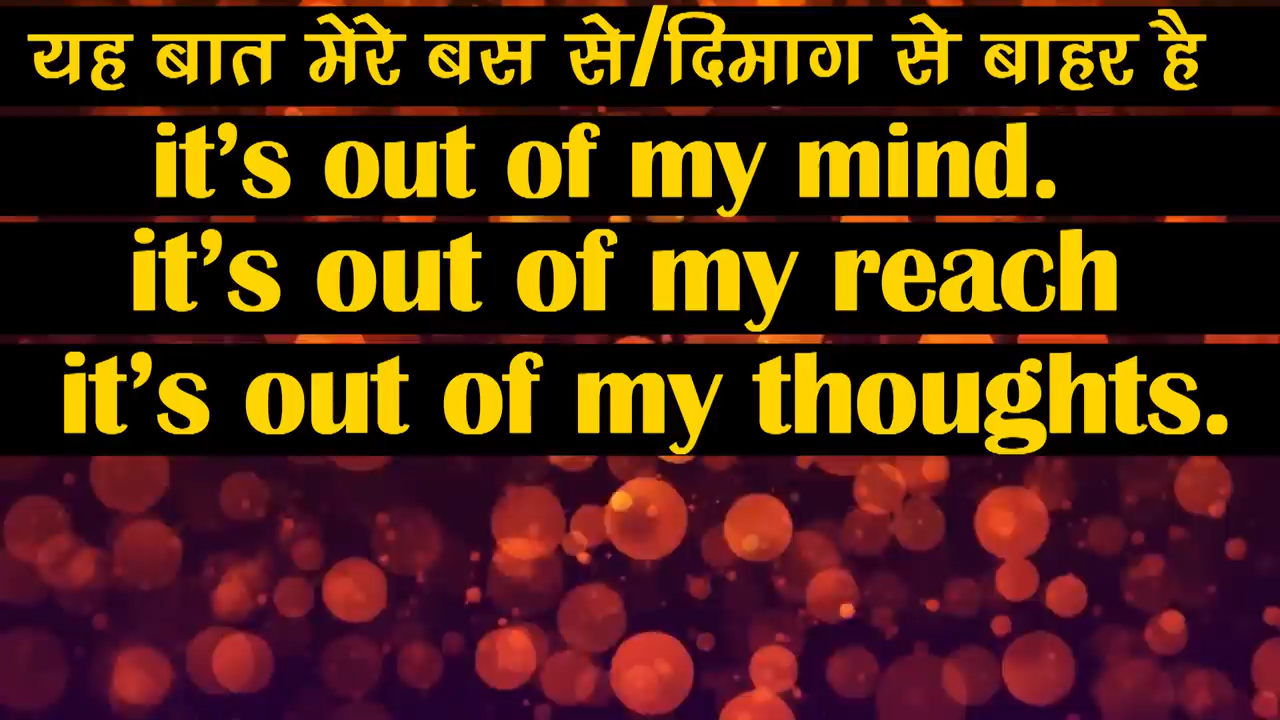 यह बात मेरे बस से/दिमाग से बाहर है
it's out of my mind.
it's out of my reach
it's out of my thoughts.